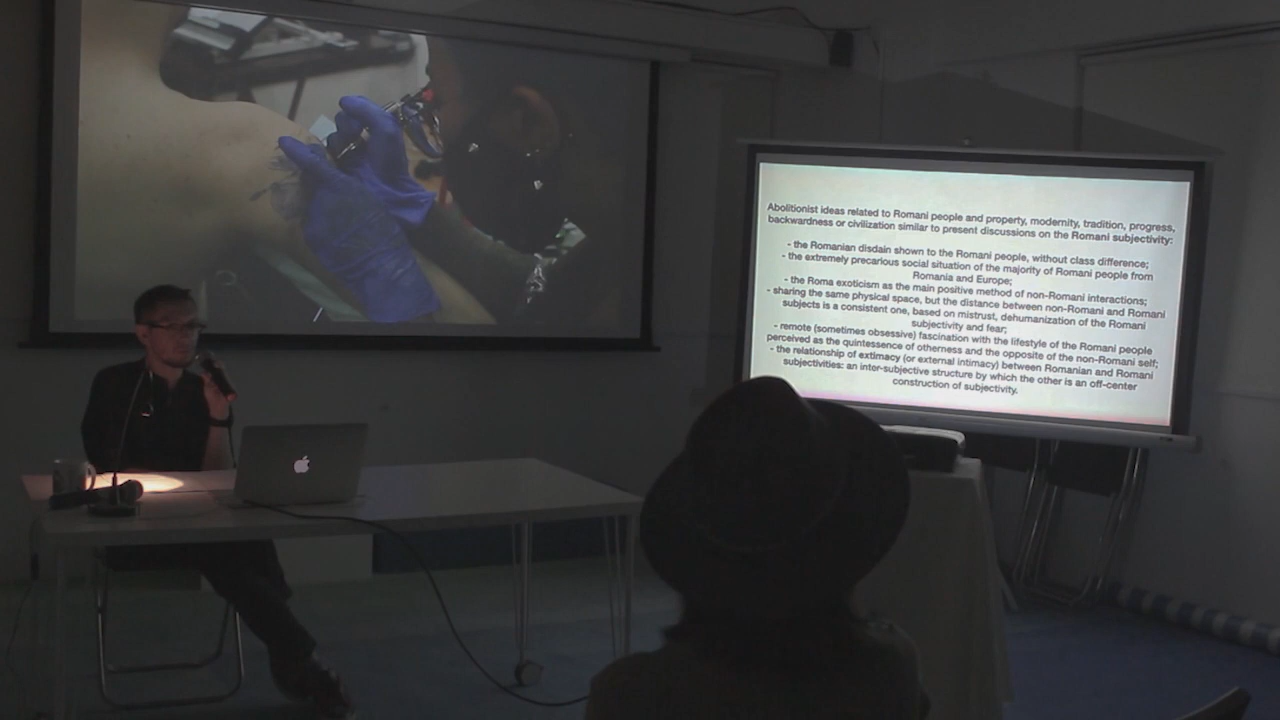 Abolitionist ideas related to Romani people and property, modernity, tradition, progress,
backwardness or civilization similar to present discussions on the Romani subjectivity:
- the Romanian disdain shown to the Romani people, without class difference;
- the extremely precarious social situation of the majority of Romani people from
Romania and Europe;
- the Roma exoticism as the main positive method of non-Romani interactions;
- sharing the same physical space, but the distance between non-Romani and Romani
subjects is a consistent one, based on mistrust, dehumanization of the Romani
subjectivity and fear;
- remote (sometimes obsessive) fascination with the lifestyle of the Romani people
perceived as the quintessence of otherness and the opposite of the non-Romani self;
- the relationship of extimacy (or external intimacy) between Romanian and Romani
subjectivities: an inter-subjective structure by which the other is an off-center
construction of subjectivity.